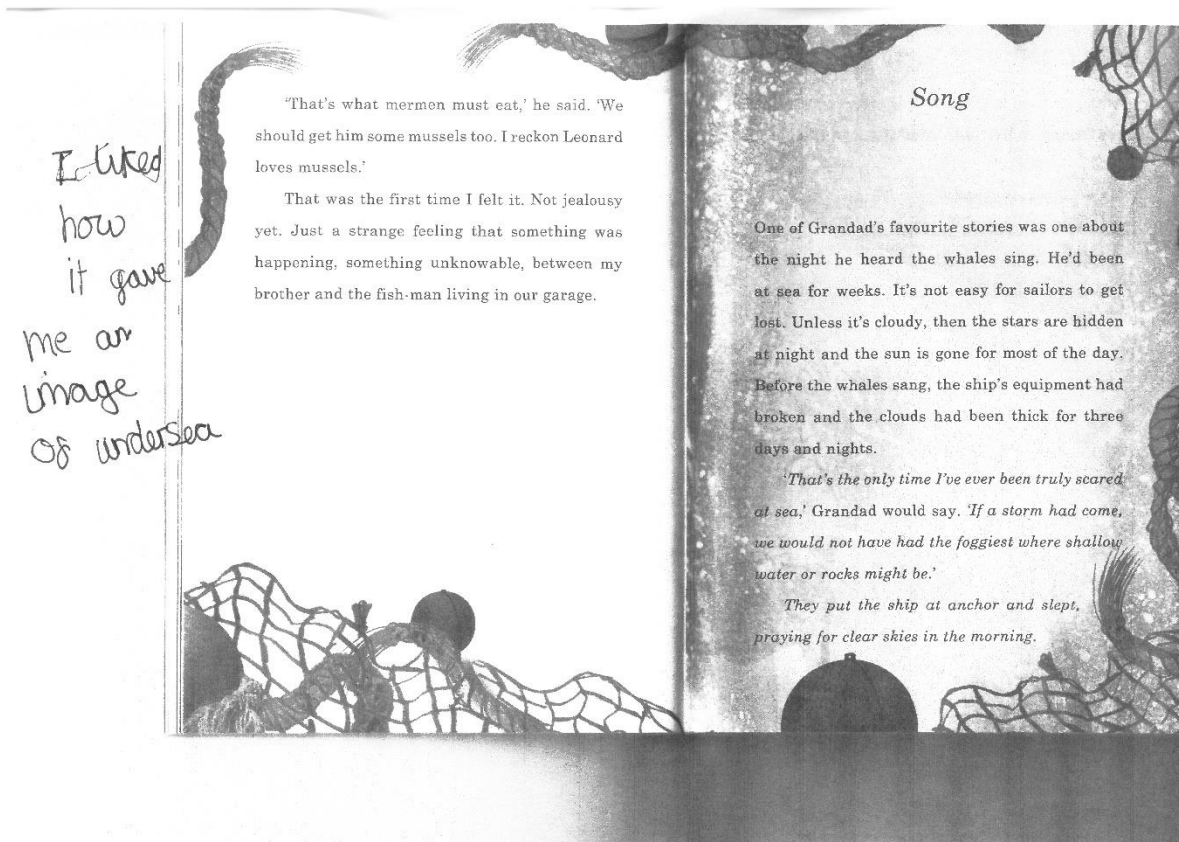 I liked
how
it gave
me an
image
of undersea
'That's what mermen must eat,' he said. 'We
should get him some mussels too. I reckon Leonard
loves mussels.'
That was the first time I felt it. Not jealousy
yet. Just a strange feeling that something was
happening, something unknowable, between my
brother and the fish-man living in our garage.
Song
One of Grandad's favourite stories was one about
the night he heard the whales sing. He'd been
at sea for weeks. It's not easy for sailors to get
lost. Unless it's cloudy, then the stars are hidden
at night and the sun is gone for most of the day.
Before the whales sang, the ship's equipment had
broken and the clouds had been thick for three
days and nights.
'That's the only time I've ever been truly scared
at sea,' Grandad would say. 'If a storm had come,
we would not have had the foggiest where shallow
water or rocks might be.'
They put the ship at anchor and slept,
praying for clear skies in the morning.